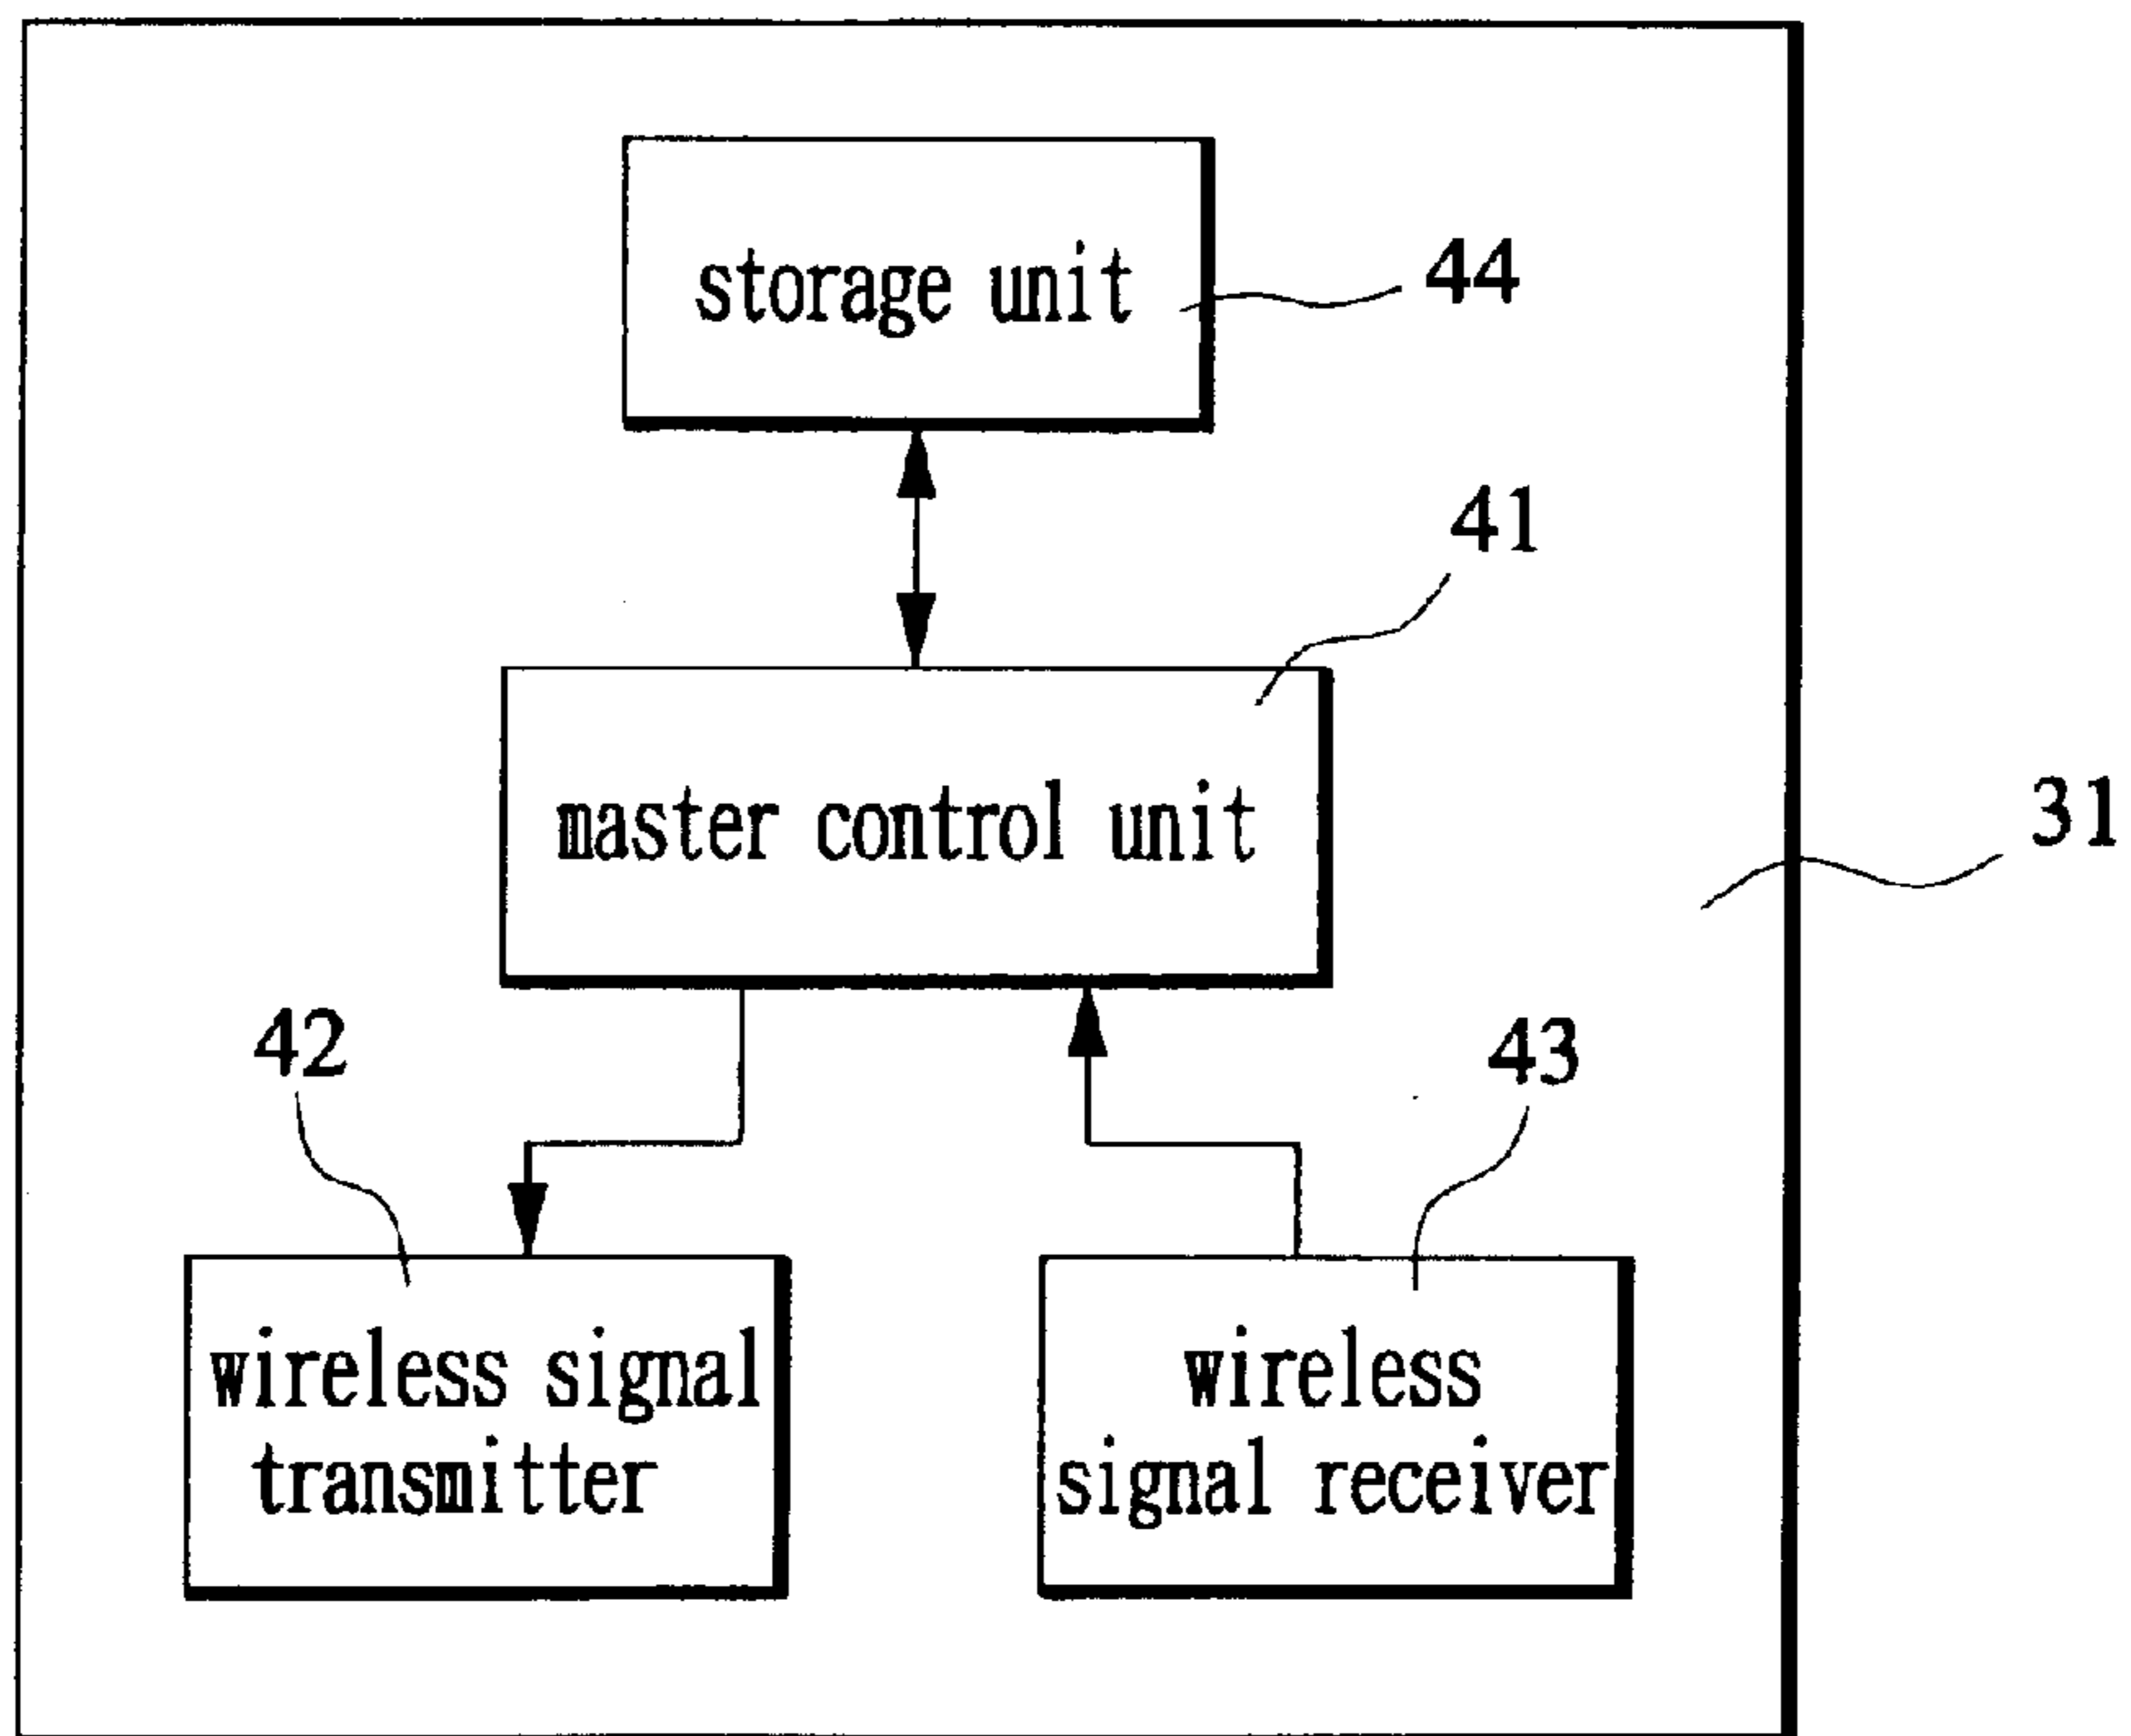 storage unit
44
41
master control unit
31
42
43
wireless signal
transmitter
wireless
signal receiver